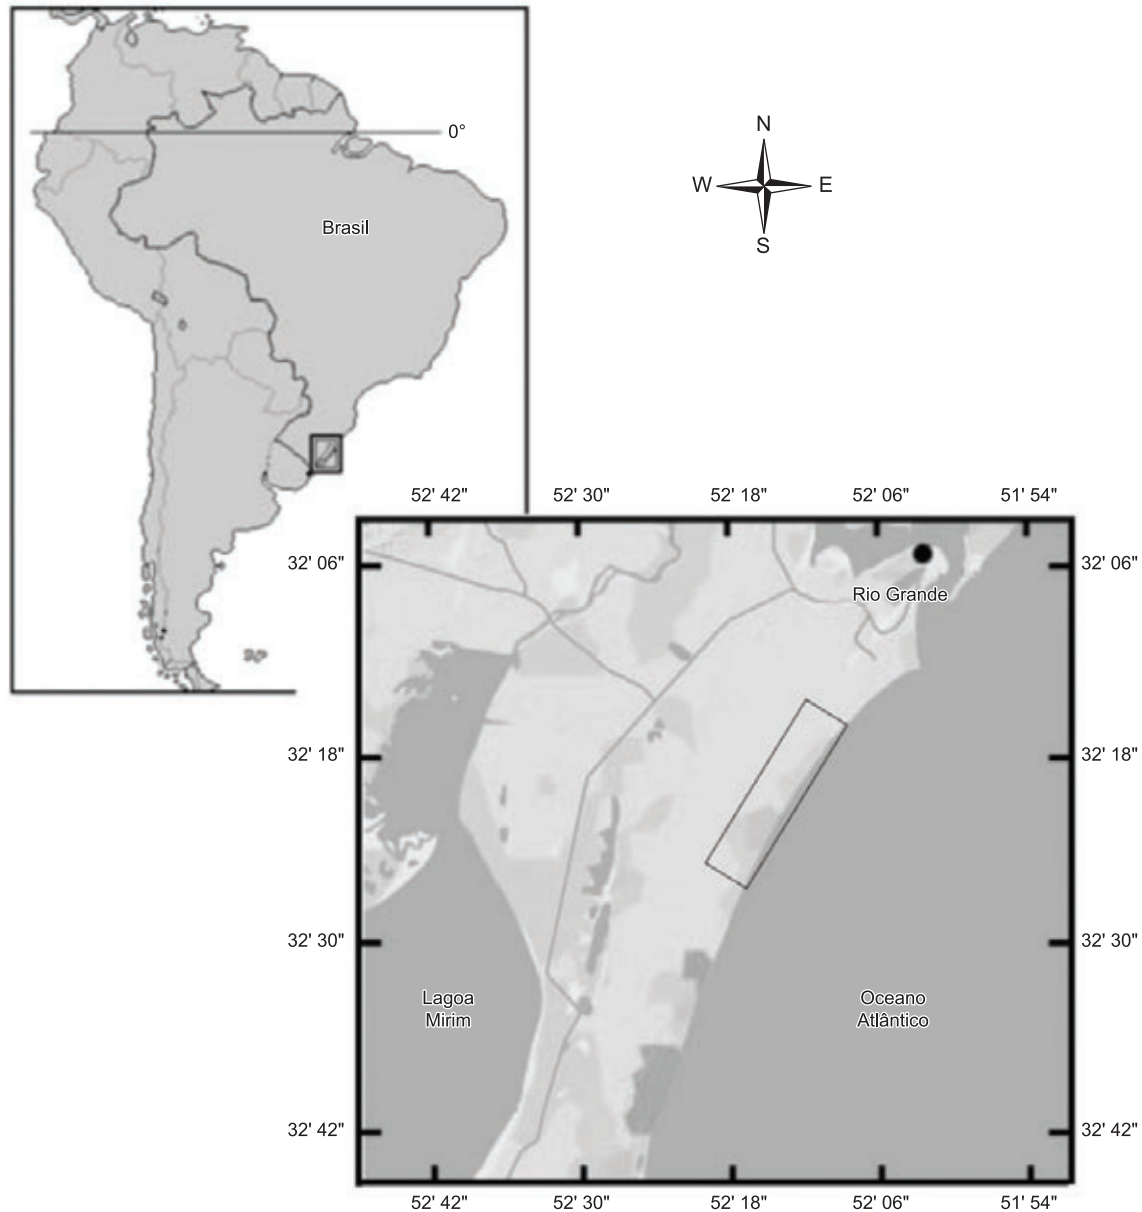 0°
Brasil
N
W
E
S
52' 42"
52' 30"
52' 18"
52' 06"
51' 54"
32' 06"
32' 06"
Rio Grande
32' 18"
32' 18"
32' 30"
32' 30"
Lagoa
Mirim
Oceano
Atlântico
32' 42"
32' 42"
52' 42"
52' 30"
52' 18"
52' 06"
51' 54"